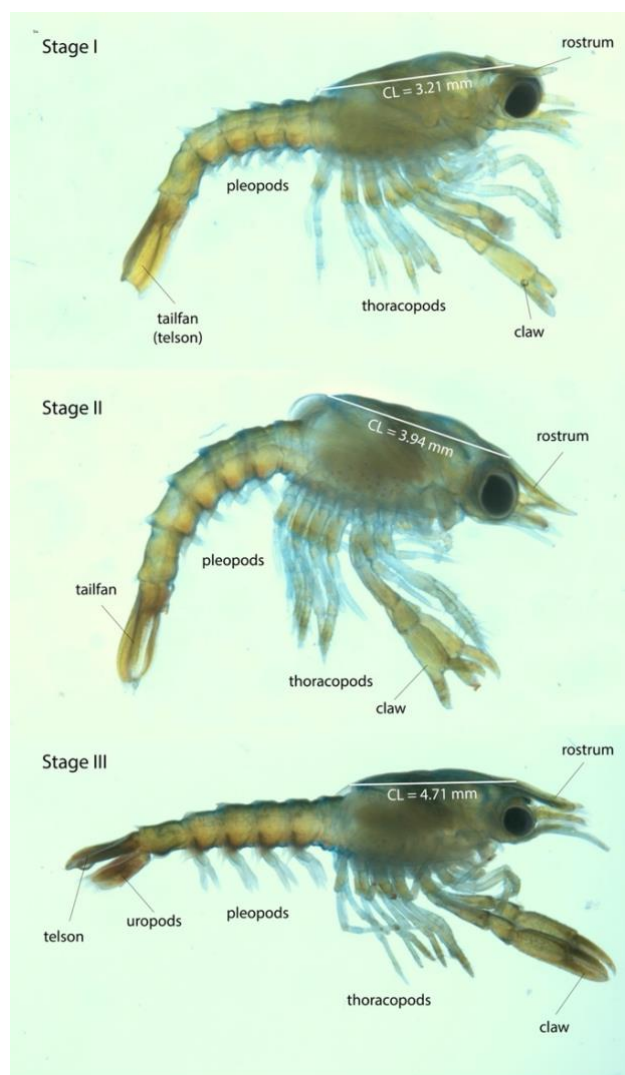 Stage I
rostrum
CL = 3.21 mm
pleopods
thoracopods
tailfan
(telson)
claw
Stage II
CL = 3.94 mm
rostrum
pleopods
tailfan
thoracopods
claw
Stage III
rostrum
CL = 4.71 mm
telson
uropods
pleopods
thoracopods
claw